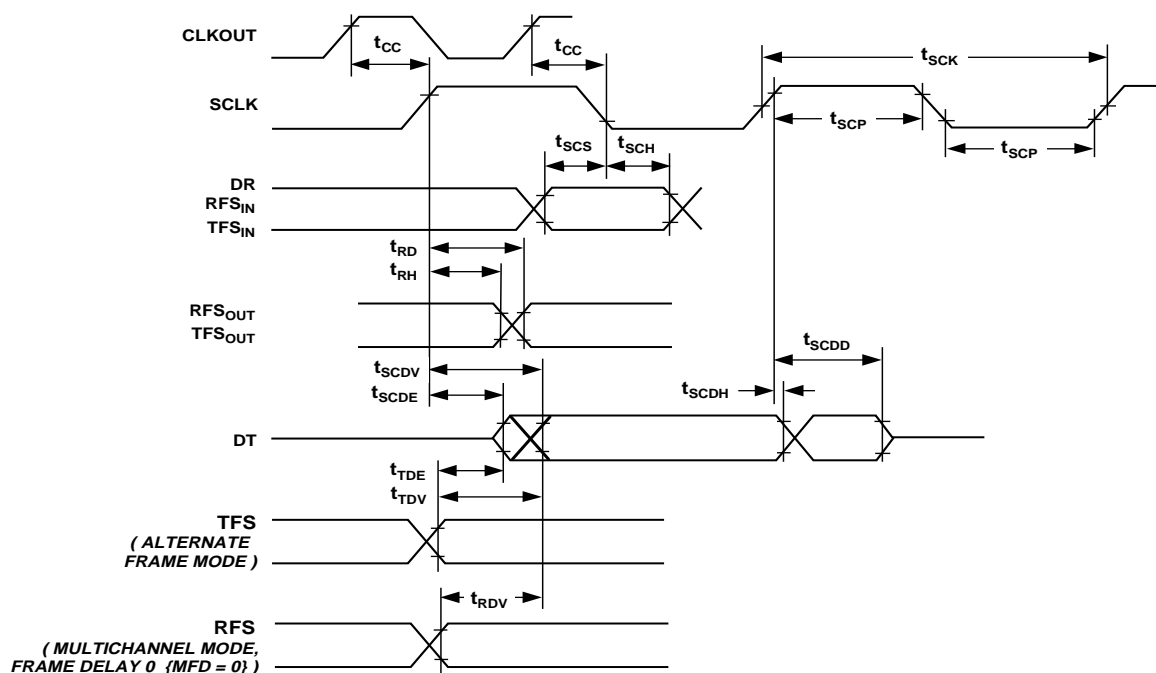 CLKOUT
tCC
tCC
tSCK
SCLK
tSCP
tSCP
tSCS
tSCH
DR
RFSIN
TFSIN
tRD
tRH
RFSOUT
TFSOUT
tSCDV
tSCDE
tSCDD
tSCDH
DT
tTDE
tTDV
TFS
( ALTERNATE
FRAME MODE )
tRDV
RFS
( MULTICHANNEL MODE,
FRAME DELAY 0 {MFD = 0} )